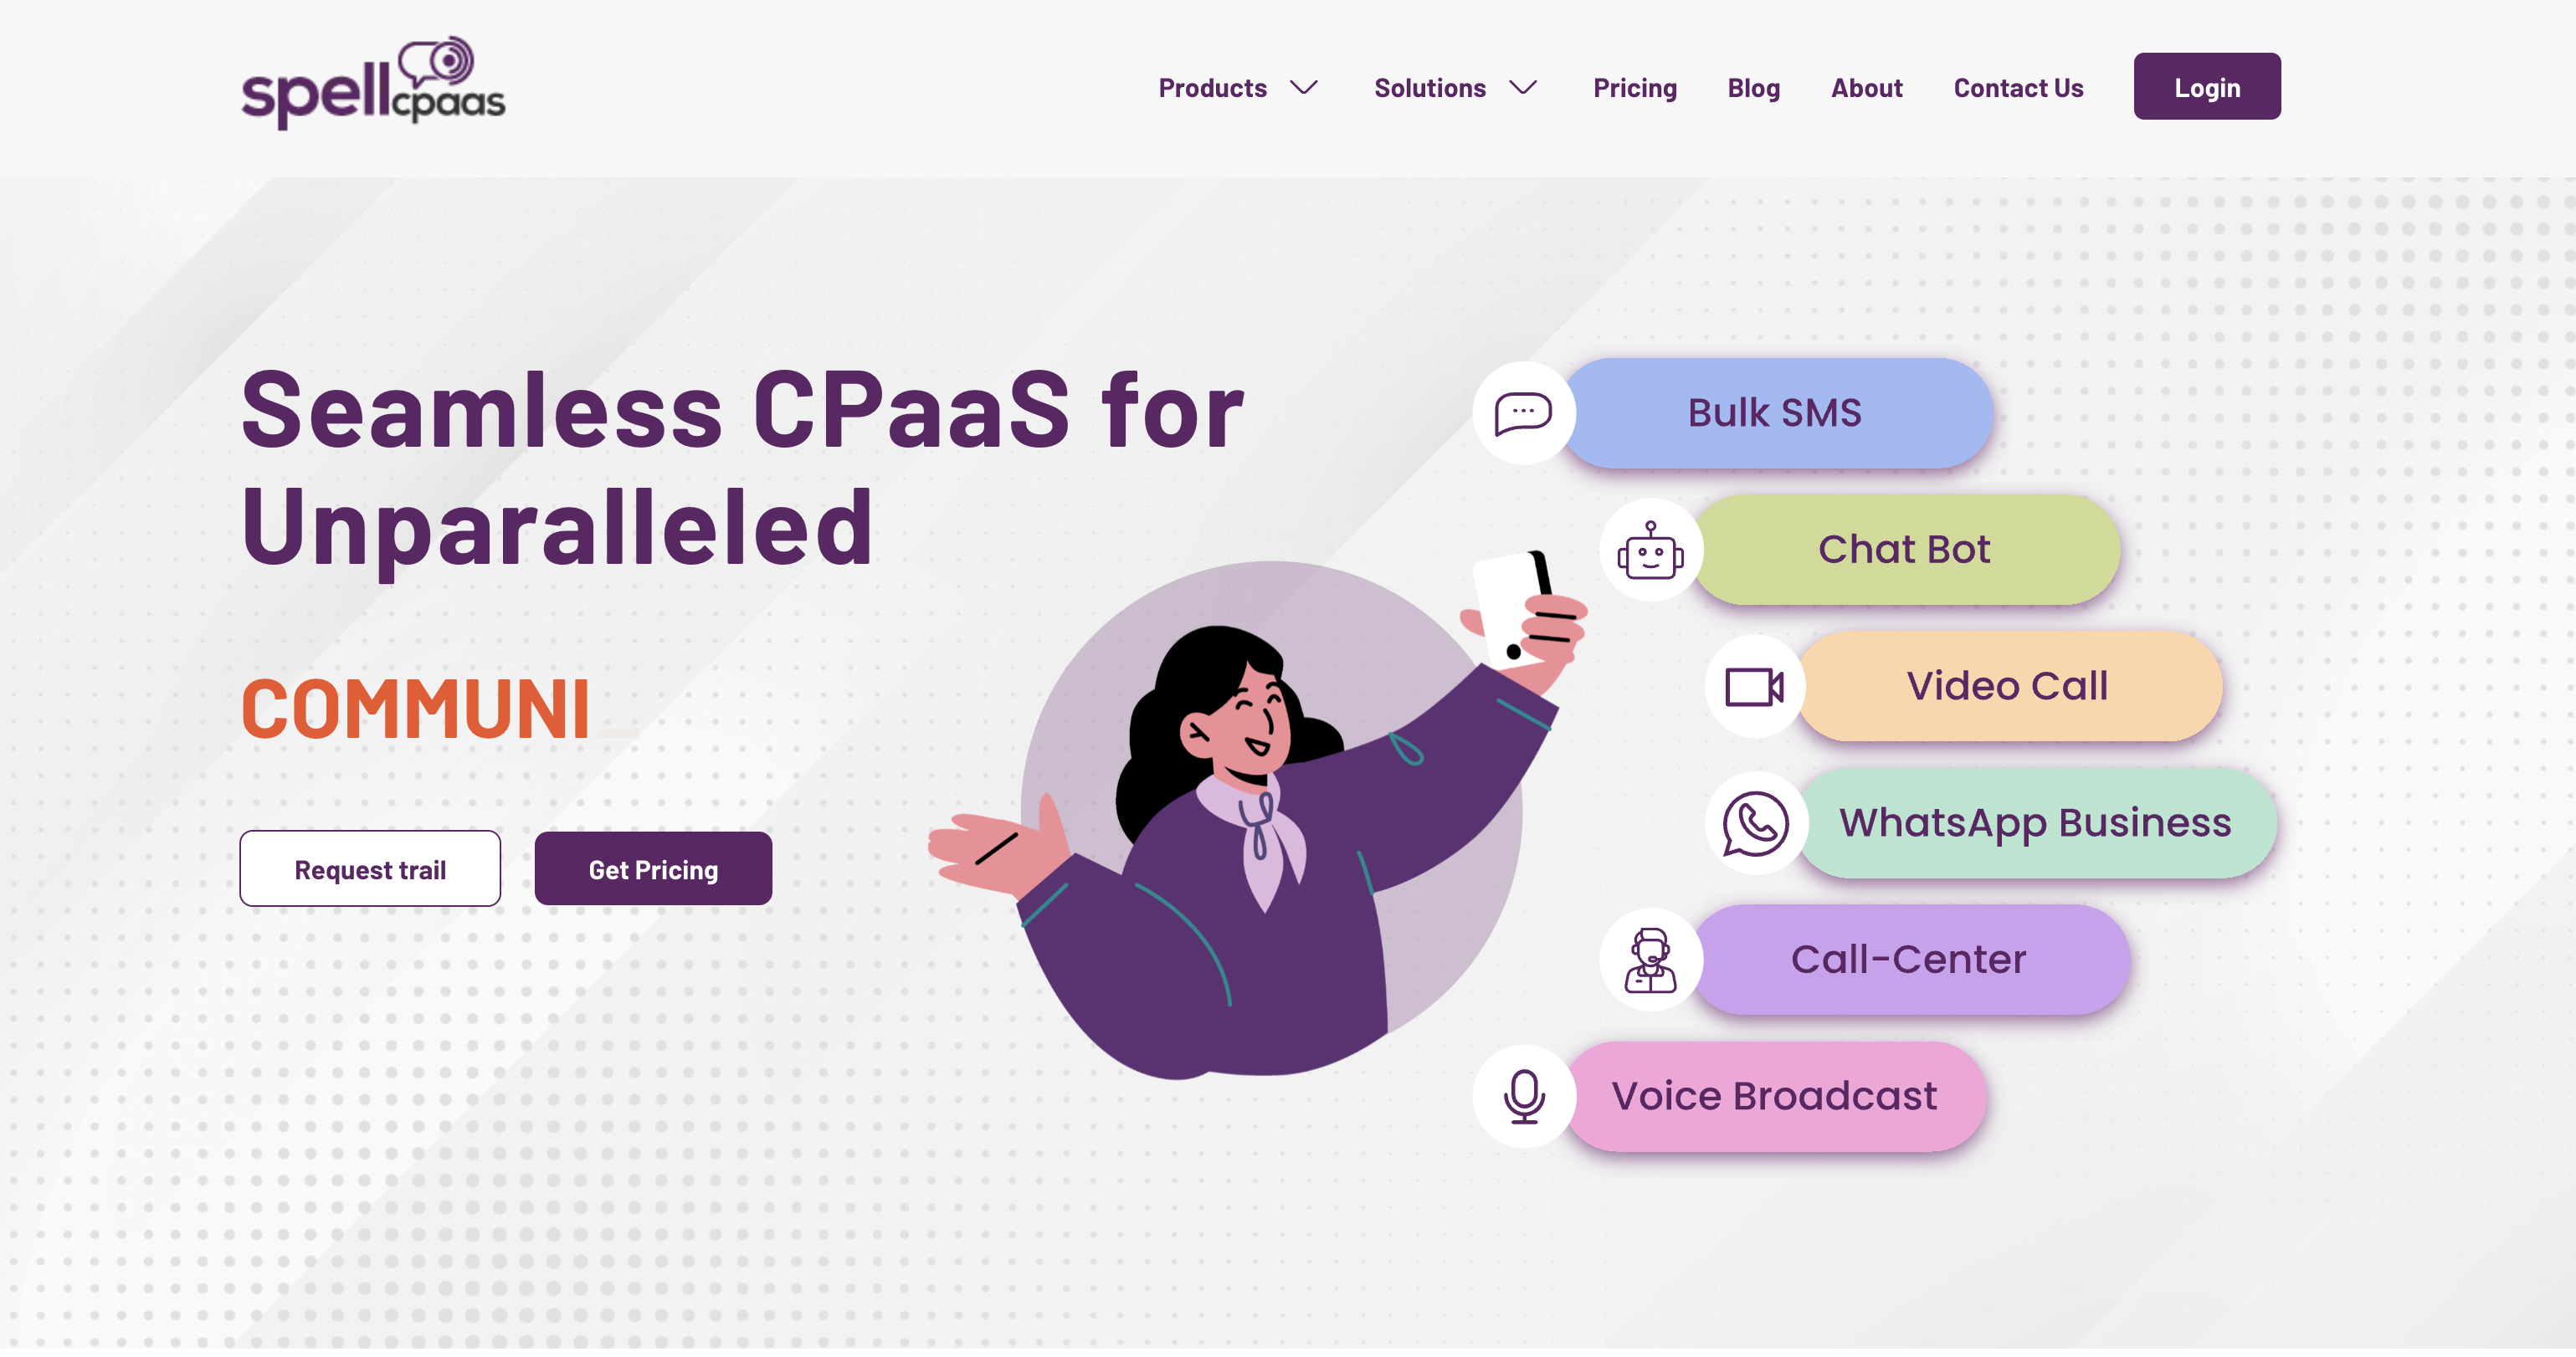 spellcpaas
Products Solutions Pricing Blog About Contact Us Login
Seamless CPaaS for
Unparalleled
COMMUNI
Request trail Get Pricing
Bulk SMS
Chat Bot
Video Call
WhatsApp Business
Call-Center
Voice Broadcast